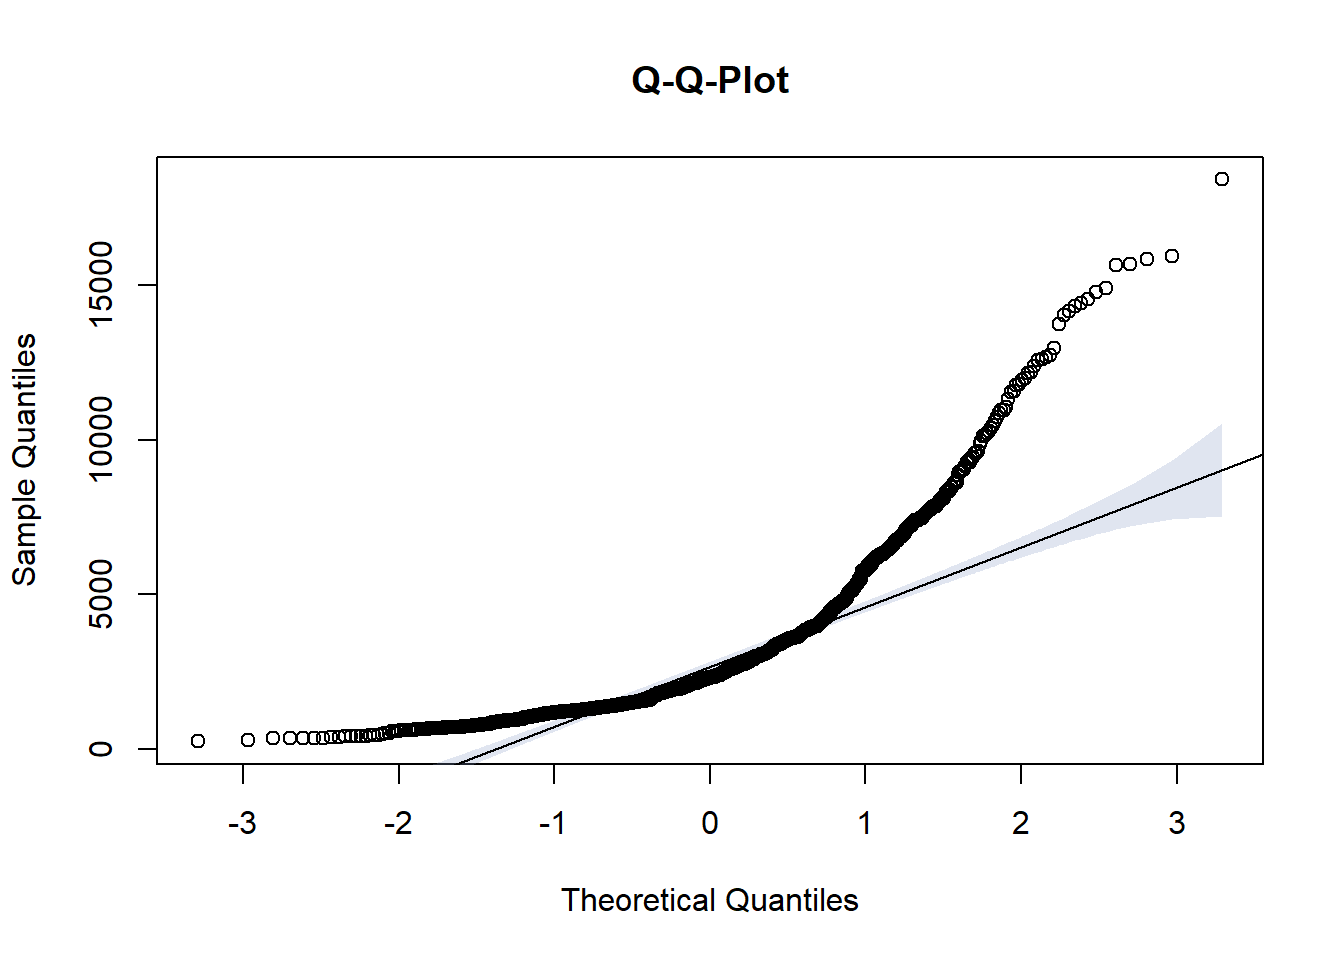 Q-Q-Plot
15000
10000
5000
0
Sample Quantiles
-3 -2 -1 0 1 2 3
Theoretical Quantiles